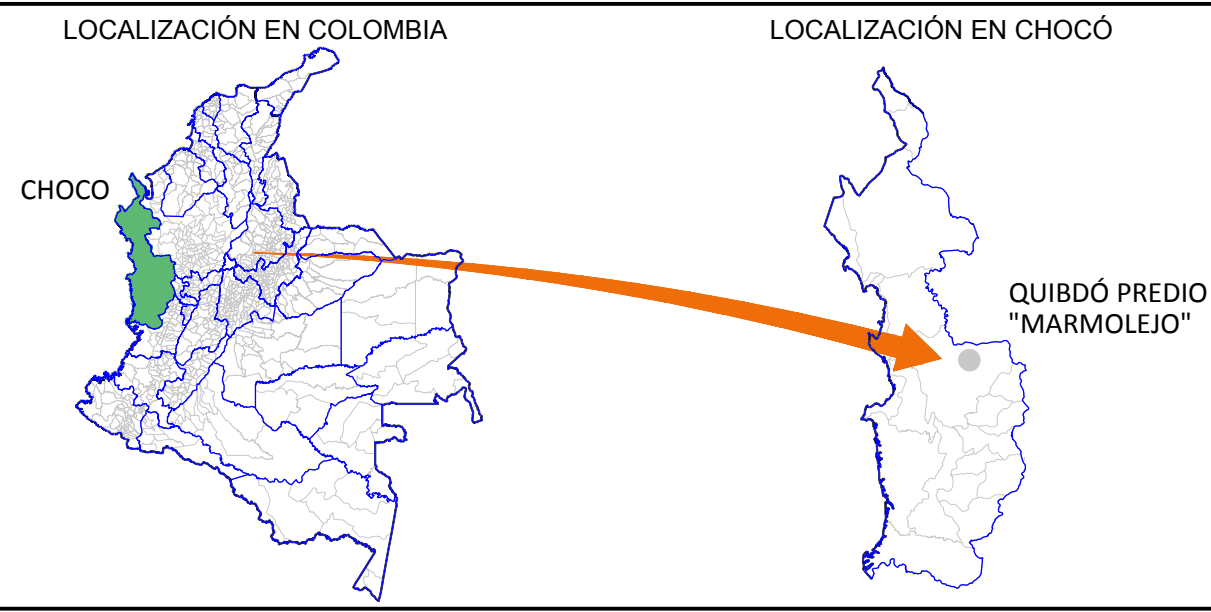 LOCALIZACIÓN EN COLOMBIA
LOCALIZACIÓN EN CHOCÓ
CHOCO
QUIBDÓ PREDIO
"MARMOLEJO"